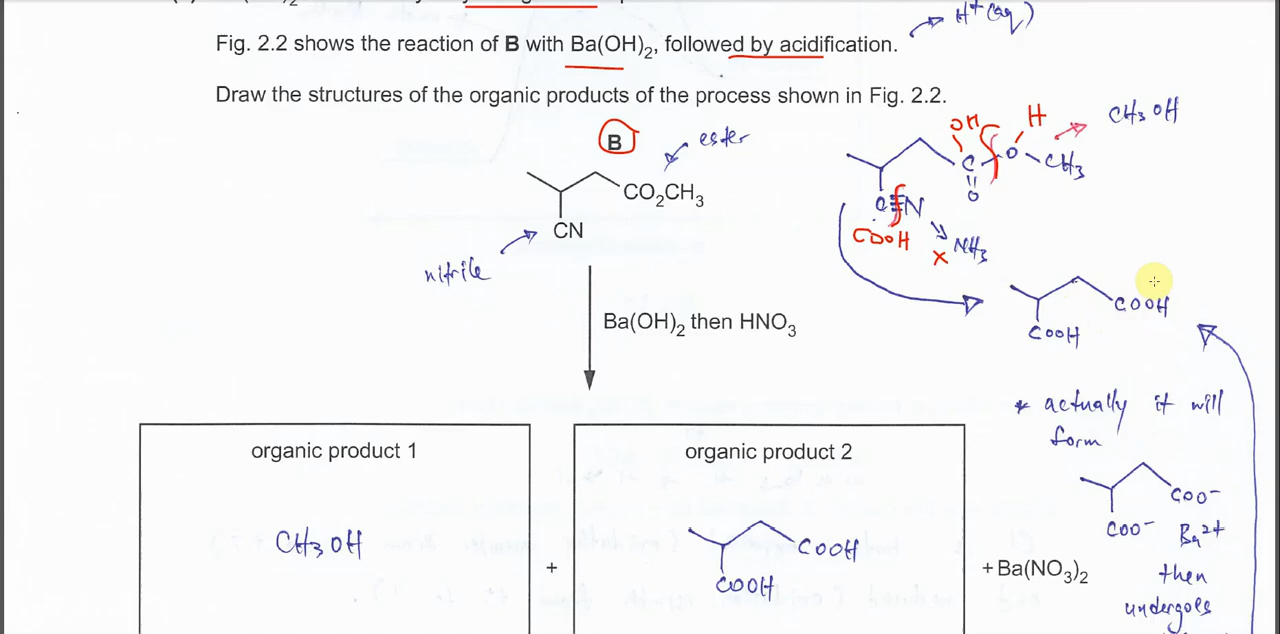 Fig. 2.2 shows the reaction of B with Ba(OH)₂, followed by acidification.
H⁺(aq)
Draw the structures of the organic products of the process shown in Fig. 2.2.
B
ester
CO₂CH₃
CN
nitrile
OH
H
CH₃OH
C
O
CH₃
O
C≡N
COOH
x
NH₃
COOH
COOH
Ba(OH)₂ then HNO₃
* actually it will
form
COO⁻
COO⁻
Ba²⁺
then
undergoes
organic product 1
CH₃OH
+
organic product 2
COOH
COOH
+ Ba(NO₃)₂